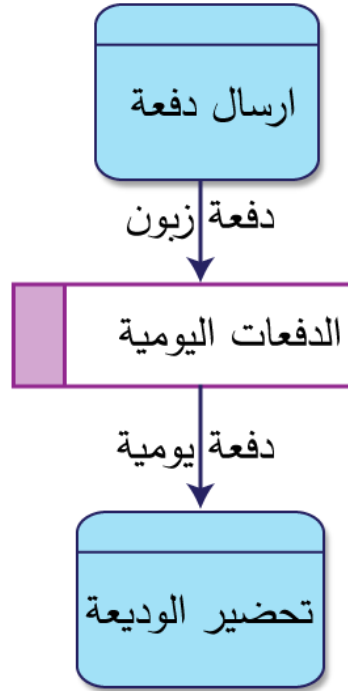 ارسال دفعة
دفعة زبون
الدفعات اليومية
دفعة يومية
تحضير الوديعة